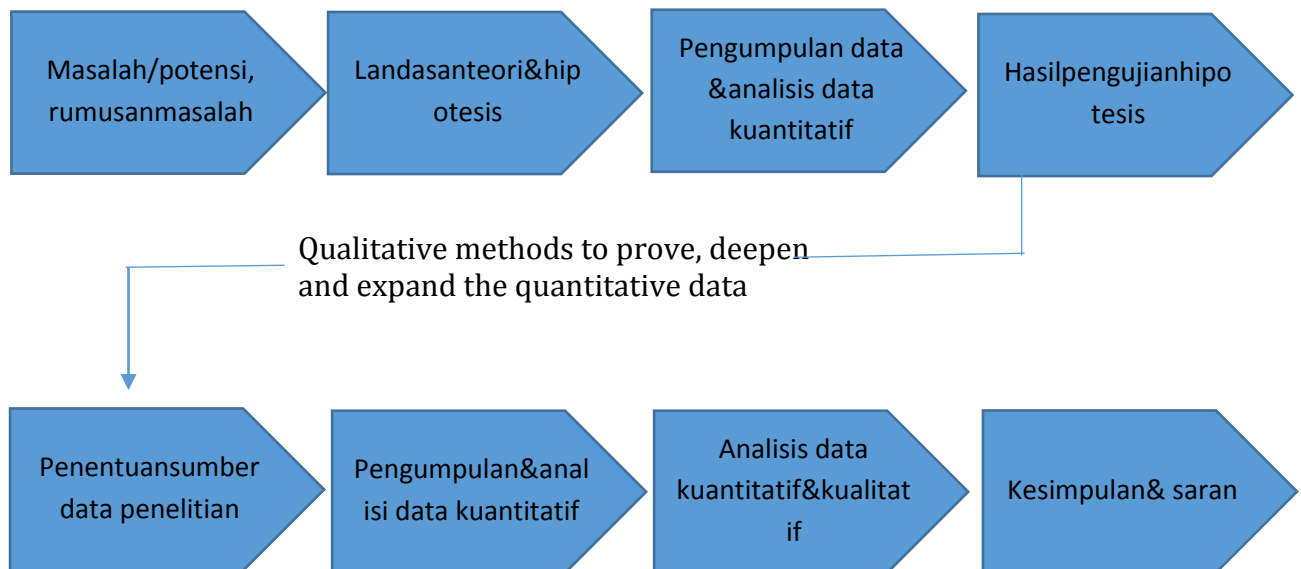 Masalah/potensi,
rumusanmasalah
Landasanteori&hip
otesis
Pengumpulan data
&analisis data
kuantitatif
Hasilpengujianhipo
tesis
Qualitative methods to prove, deepen
and expand the quantitative data
Penentuansumber
data penelitian
Pengumpulan&anal
isi data kuantitatif
Analisis data
kuantitatif&kualitat
if
Kesimpulan& saran